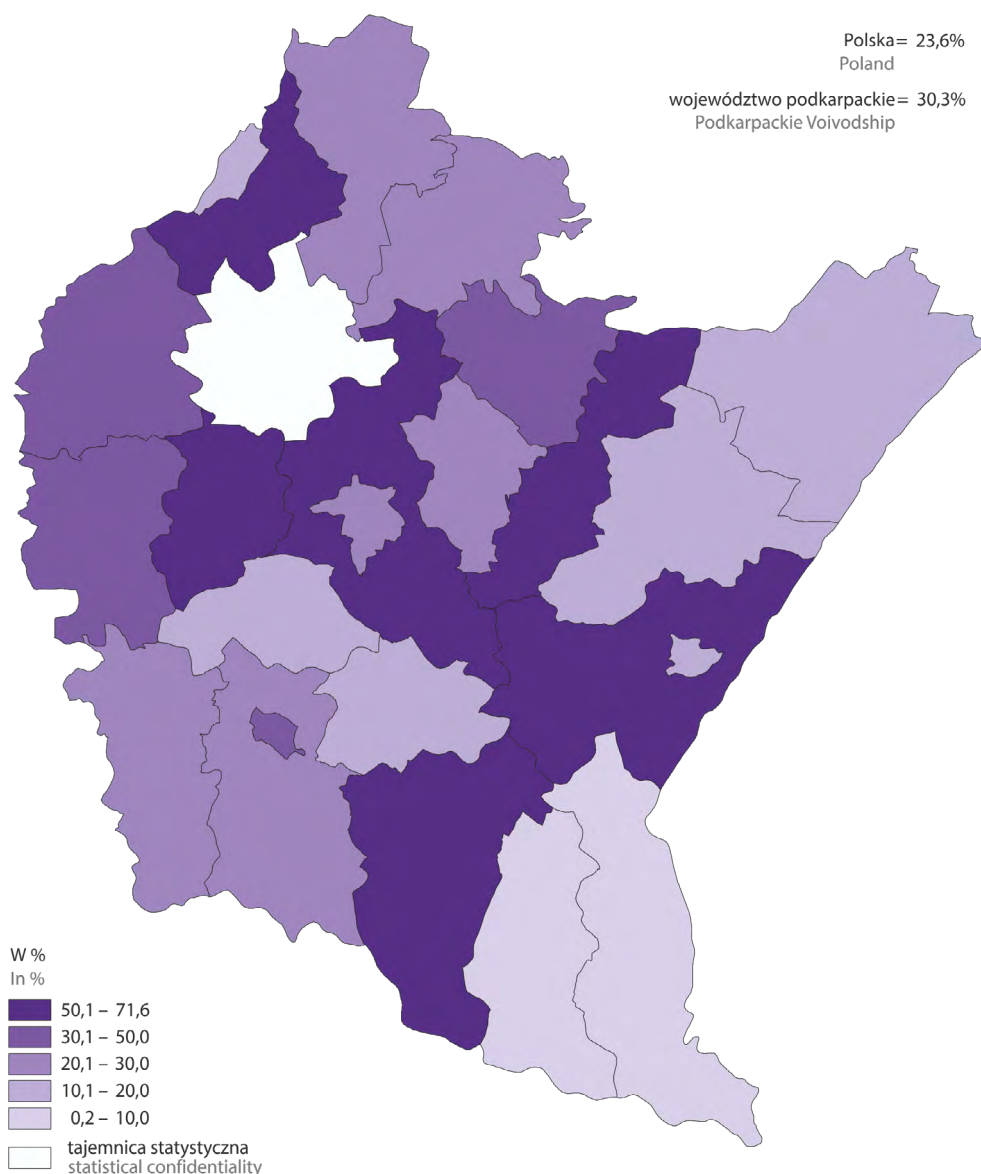 Polska= 23,6%
Poland
województwo podkarpackie= 30,3%
Podkarpackie Voivodship
W %
In %
50,1 – 71,6
30,1 – 50,0
20,1 – 30,0
10,1 – 20,0
0,2 – 10,0
tajemnica statystyczna
statistical confidentiality